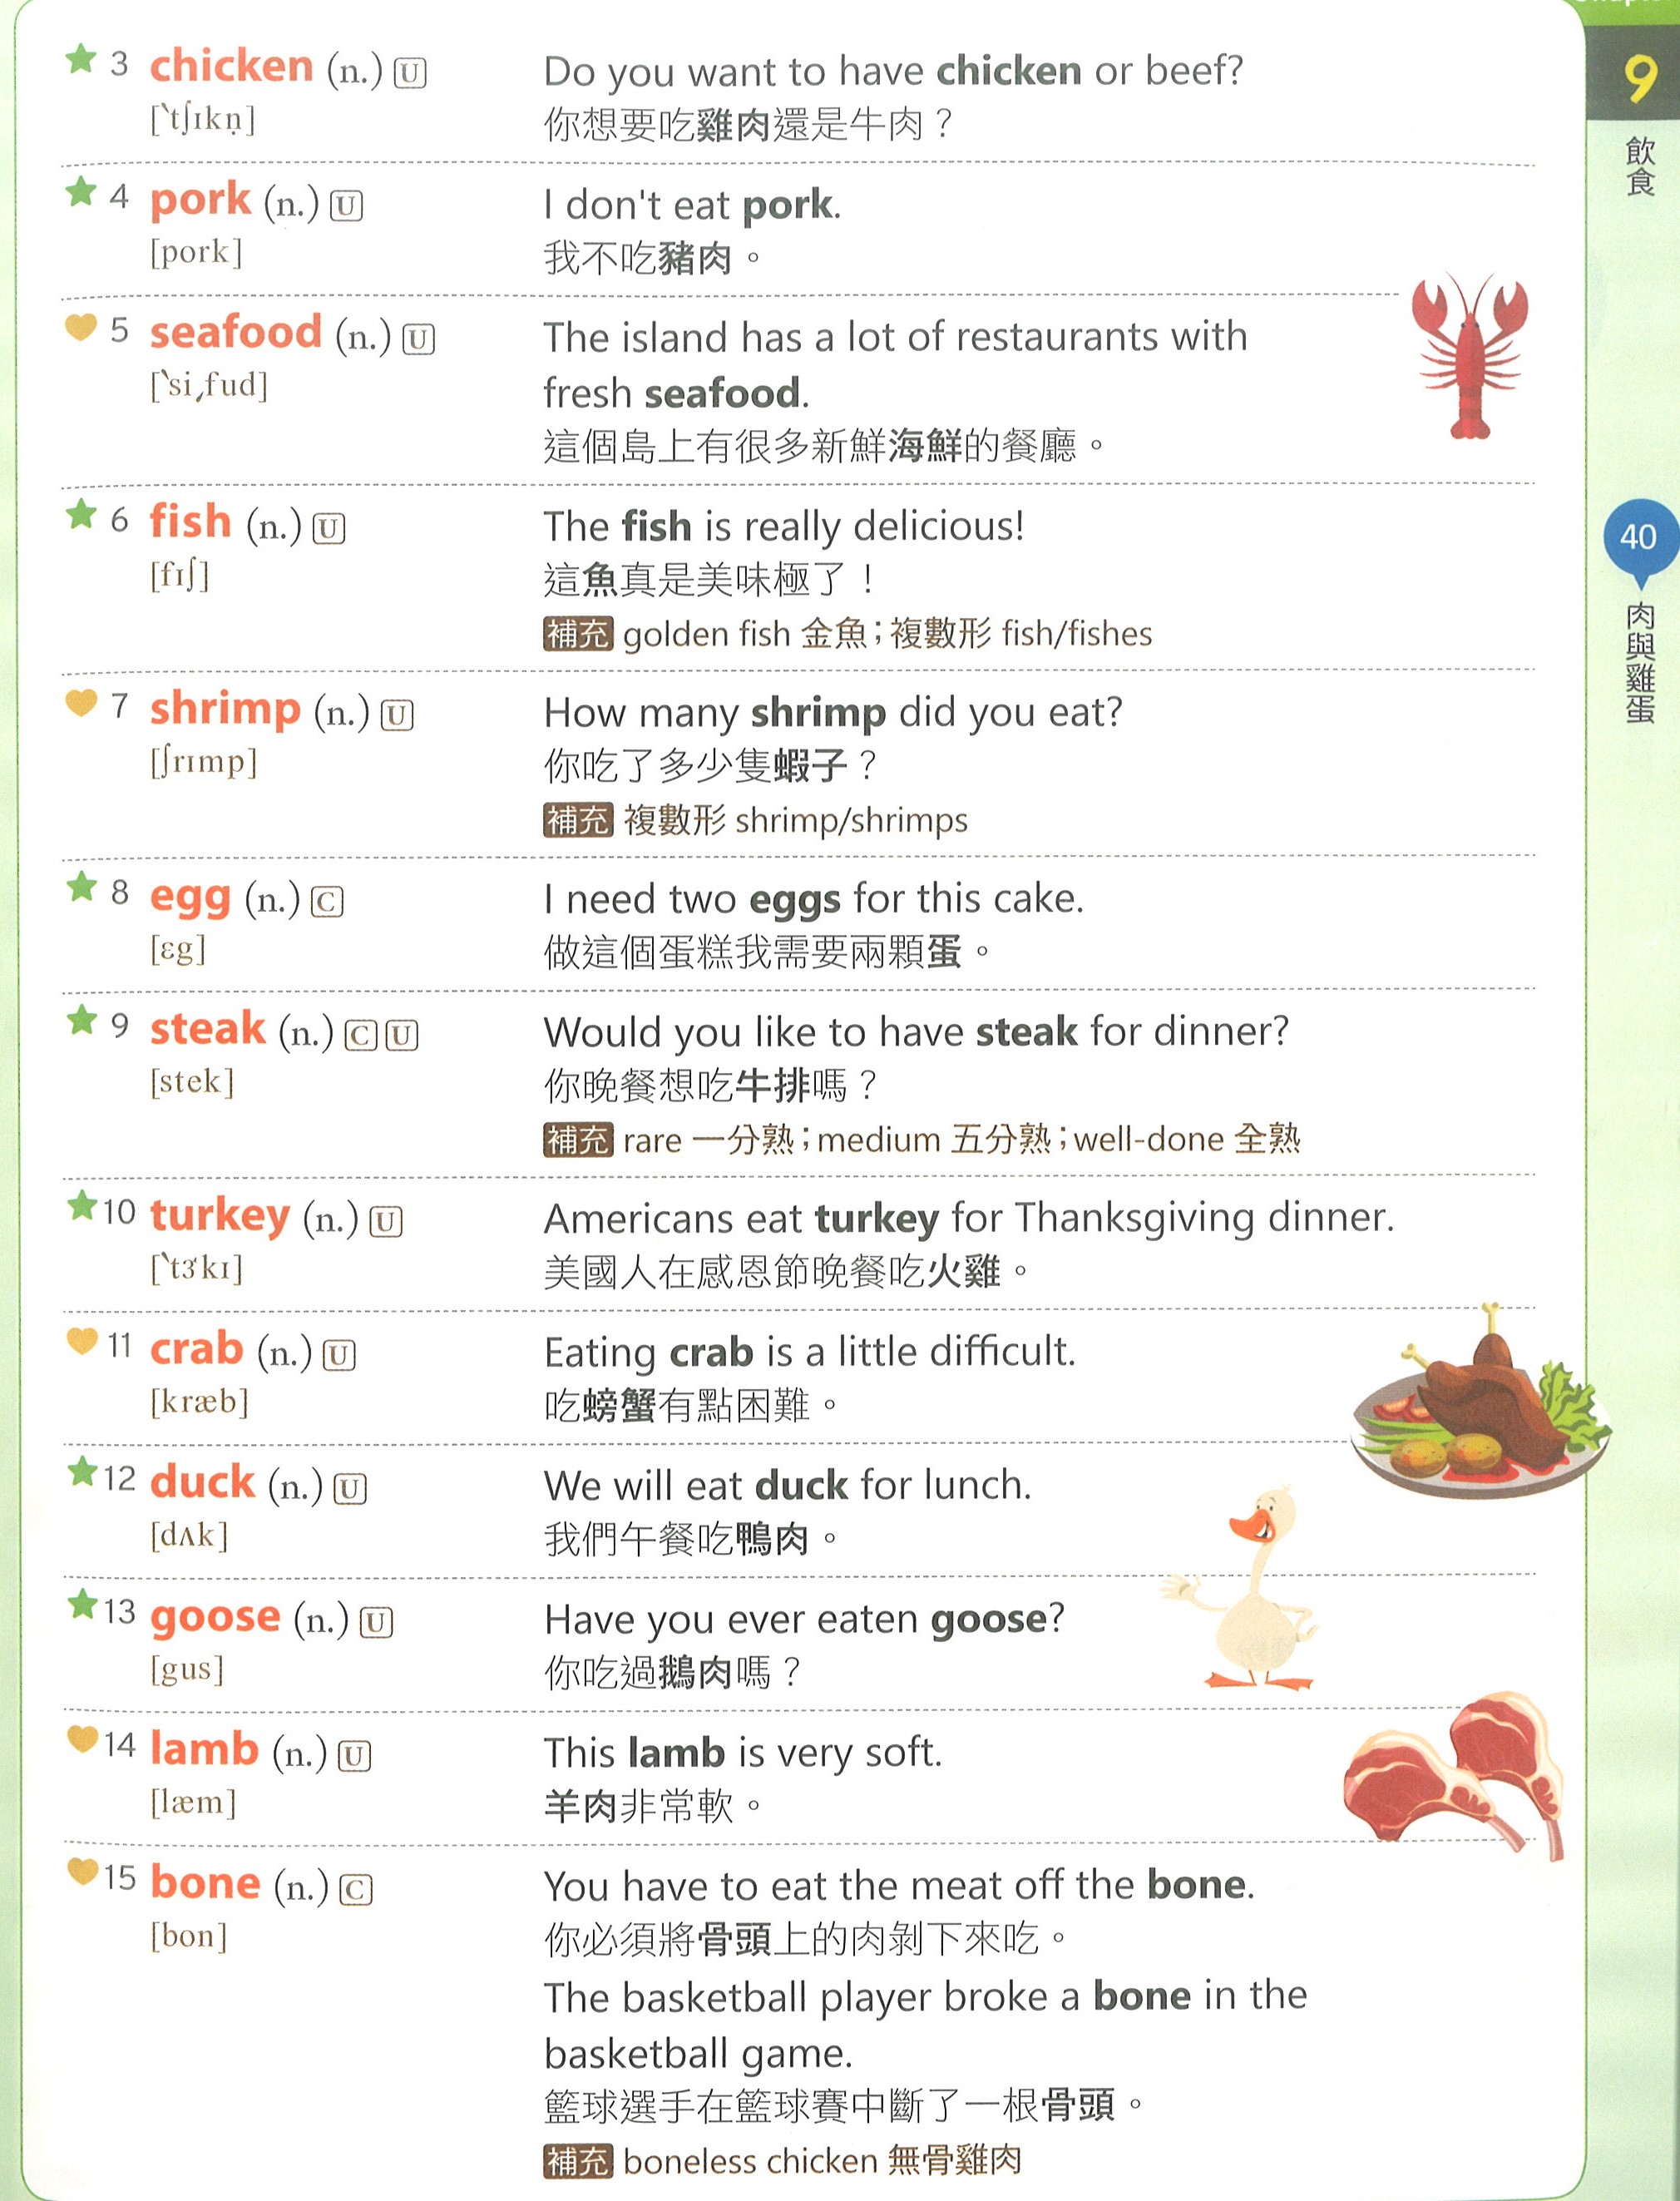 3 chicken (n.) U
[ˋtʃɪkn̩]
Do you want to have chicken or beef?
你想要吃雞肉還是牛肉？
4 pork (n.) U
[pork]
I don't eat pork.
我不吃豬肉。
5 seafood (n.) U
[ˋsiˏfud]
The island has a lot of restaurants with
fresh seafood.
這個島上有很多新鮮海鮮的餐廳。
6 fish (n.) U
[fɪʃ]
The fish is really delicious!
這魚真是美味極了！
補充 golden fish 金魚；複數形 fish/fishes
7 shrimp (n.) U
[ʃrɪmp]
How many shrimp did you eat?
你吃了多少隻蝦子？
補充 複數形 shrimp/shrimps
8 egg (n.) C
[ɛg]
I need two eggs for this cake.
做這個蛋糕我需要兩顆蛋。
9 steak (n.) C U
[stek]
Would you like to have steak for dinner?
你晚餐想吃牛排嗎？
補充 rare 一分熟；medium 五分熟；well-done 全熟
10 turkey (n.) U
[ˋtɝkɪ]
Americans eat turkey for Thanksgiving dinner.
美國人在感恩節晚餐吃火雞。
11 crab (n.) U
[kræb]
Eating crab is a little difficult.
吃螃蟹有點困難。
12 duck (n.) U
[dʌk]
We will eat duck for lunch.
我們午餐吃鴨肉。
13 goose (n.) U
[gus]
Have you ever eaten goose?
你吃過鵝肉嗎？
14 lamb (n.) U
[læm]
This lamb is very soft.
羊肉非常軟。
15 bone (n.) C
[bon]
You have to eat the meat off the bone.
你必須將骨頭上的肉剝下來吃。
The basketball player broke a bone in the
basketball game.
籃球選手在籃球賽中斷了一根骨頭。
補充 boneless chicken 無骨雞肉
9
飲食
40
肉與雞蛋